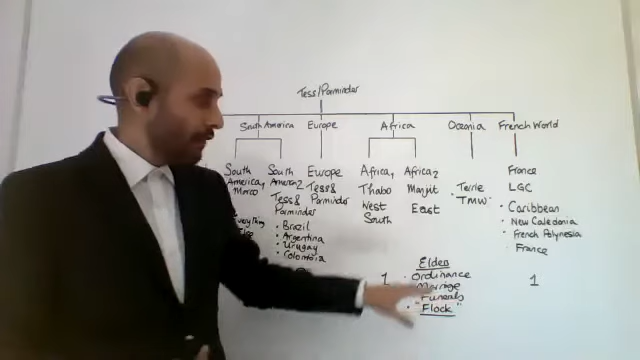 Tess/Parminder
South America
Europe
Africa
Oceania
French World
South
America 1
Marco
Everything
South
America 2
Tess &
Parminder
• Brazil
• Argentina
• Uruguay
• Colombia
Europe
Tess &
Parminder
Africa 1
Thabo
West
South
1
Africa 2
Manjit
East
• Terrie
"TMW"
France
LGC
• Caribbean
• New Caledonia
• French Polynesia
• France
1
Elder
• Ordinance
Marrige
Funerals
• "Flock"